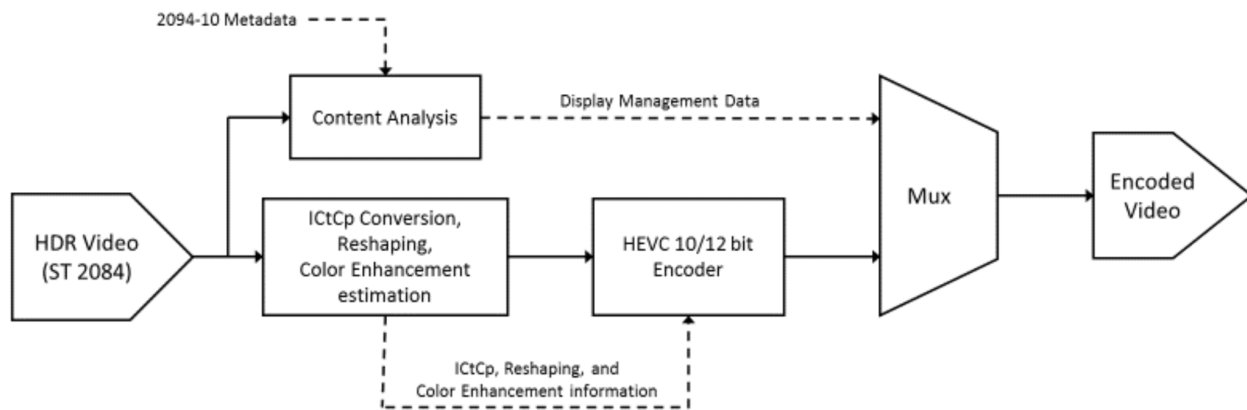 2094-10 Metadata
Content Analysis
Display Management Data
HDR Video
(ST 2084)
ICtCp Conversion,
Reshaping,
Color Enhancement
estimation
HEVC 10/12 bit
Encoder
Mux
Encoded
Video
ICtCp, Reshaping, and
Color Enhancement information